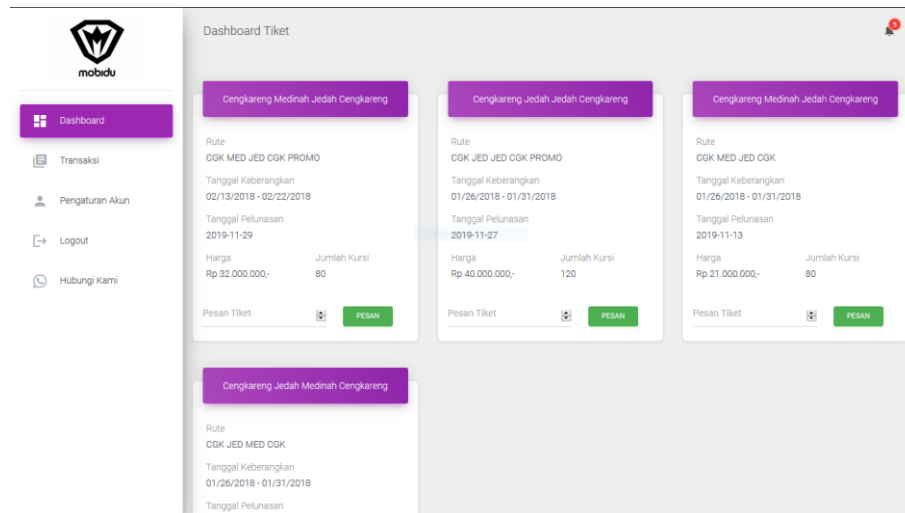 mobidu
Dashboard
Transaksi
Pengaturan Akun
Logout
Hubungi Kami
Dashboard Tiket
5
Cengkareng Medinah Jedah Cengkareng
Rute
CGK MED JED CGK PROMO
Tanggal Keberangkan
02/13/2018 - 02/22/2018
Tanggal Pelunasan
2019-11-29
Harga Jumlah Kursi
Rp 32.000.000,- 80
Pesan Tiket PESAN
Cengkareng Jedah Jedah Cengkareng
Rute
CGK JED JED CGK PROMO
Tanggal Keberangkan
01/26/2018 - 01/31/2018
Tanggal Pelunasan
2019-11-27
Harga Jumlah Kursi
Rp 40.000.000,- 120
Pesan Tiket PESAN
Cengkareng Medinah Jedah Cengkareng
Rute
CGK MED JED CGK
Tanggal Keberangkan
01/26/2018 - 01/31/2018
Tanggal Pelunasan
2019-11-13
Harga Jumlah Kursi
Rp 21.000.000,- 80
Pesan Tiket PESAN
Cengkareng Jedah Medinah Cengkareng
Rute
CGK JED MED CGK
Tanggal Keberangkan
01/26/2018 - 01/31/2018
Tanggal Pelunasan